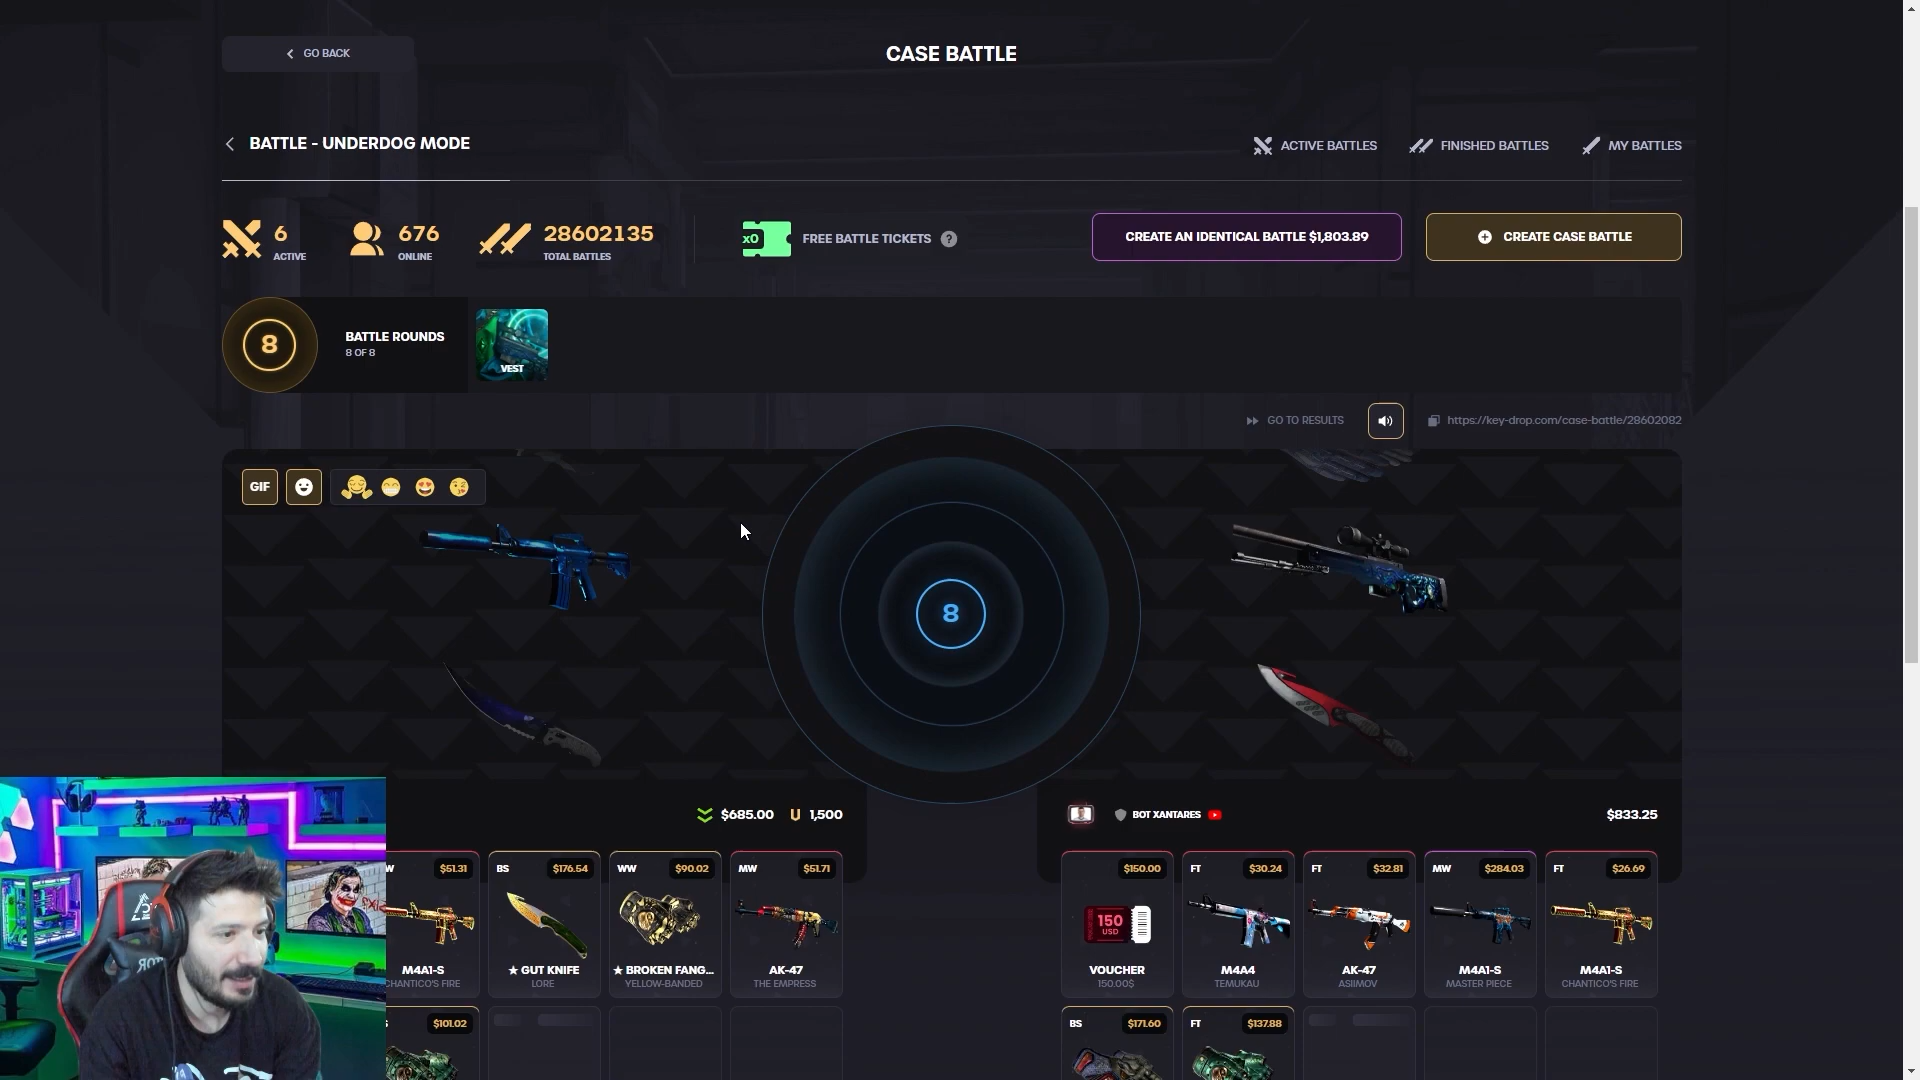 GO BACK
CASE BATTLE
BATTLE - UNDERDOG MODE
ACTIVE BATTLES
FINISHED BATTLES
MY BATTLES
6
ACTIVE
676
ONLINE
28602135
TOTAL BATTLES
x0
FREE BATTLE TICKETS ?
CREATE AN IDENTICAL BATTLE $1,803.89
CREATE CASE BATTLE
8
BATTLE ROUNDS
8 OF 8
VEST
GO TO RESULTS
https://key-drop.com/case-battle/28602082
GIF
8
$685.00
1,500
BOT XANTARES
$833.25
$51.31
M4A1-S
CHANTICO'S FIRE
BS
$176.54
★ GUT KNIFE
LORE
WW
$90.02
★ BROKEN FANG...
YELLOW-BANDED
MW
$51.71
AK-47
THE EMPRESS
$150.00
150
USD
VOUCHER
150.00$
FT
$30.24
M4A4
TEMUKAU
FT
$32.81
AK-47
ASIIMOV
MW
$284.03
M4A1-S
MASTER PIECE
FT
$26.69
M4A1-S
CHANTICO'S FIRE
$101.02
BS
$171.60
FT
$137.88